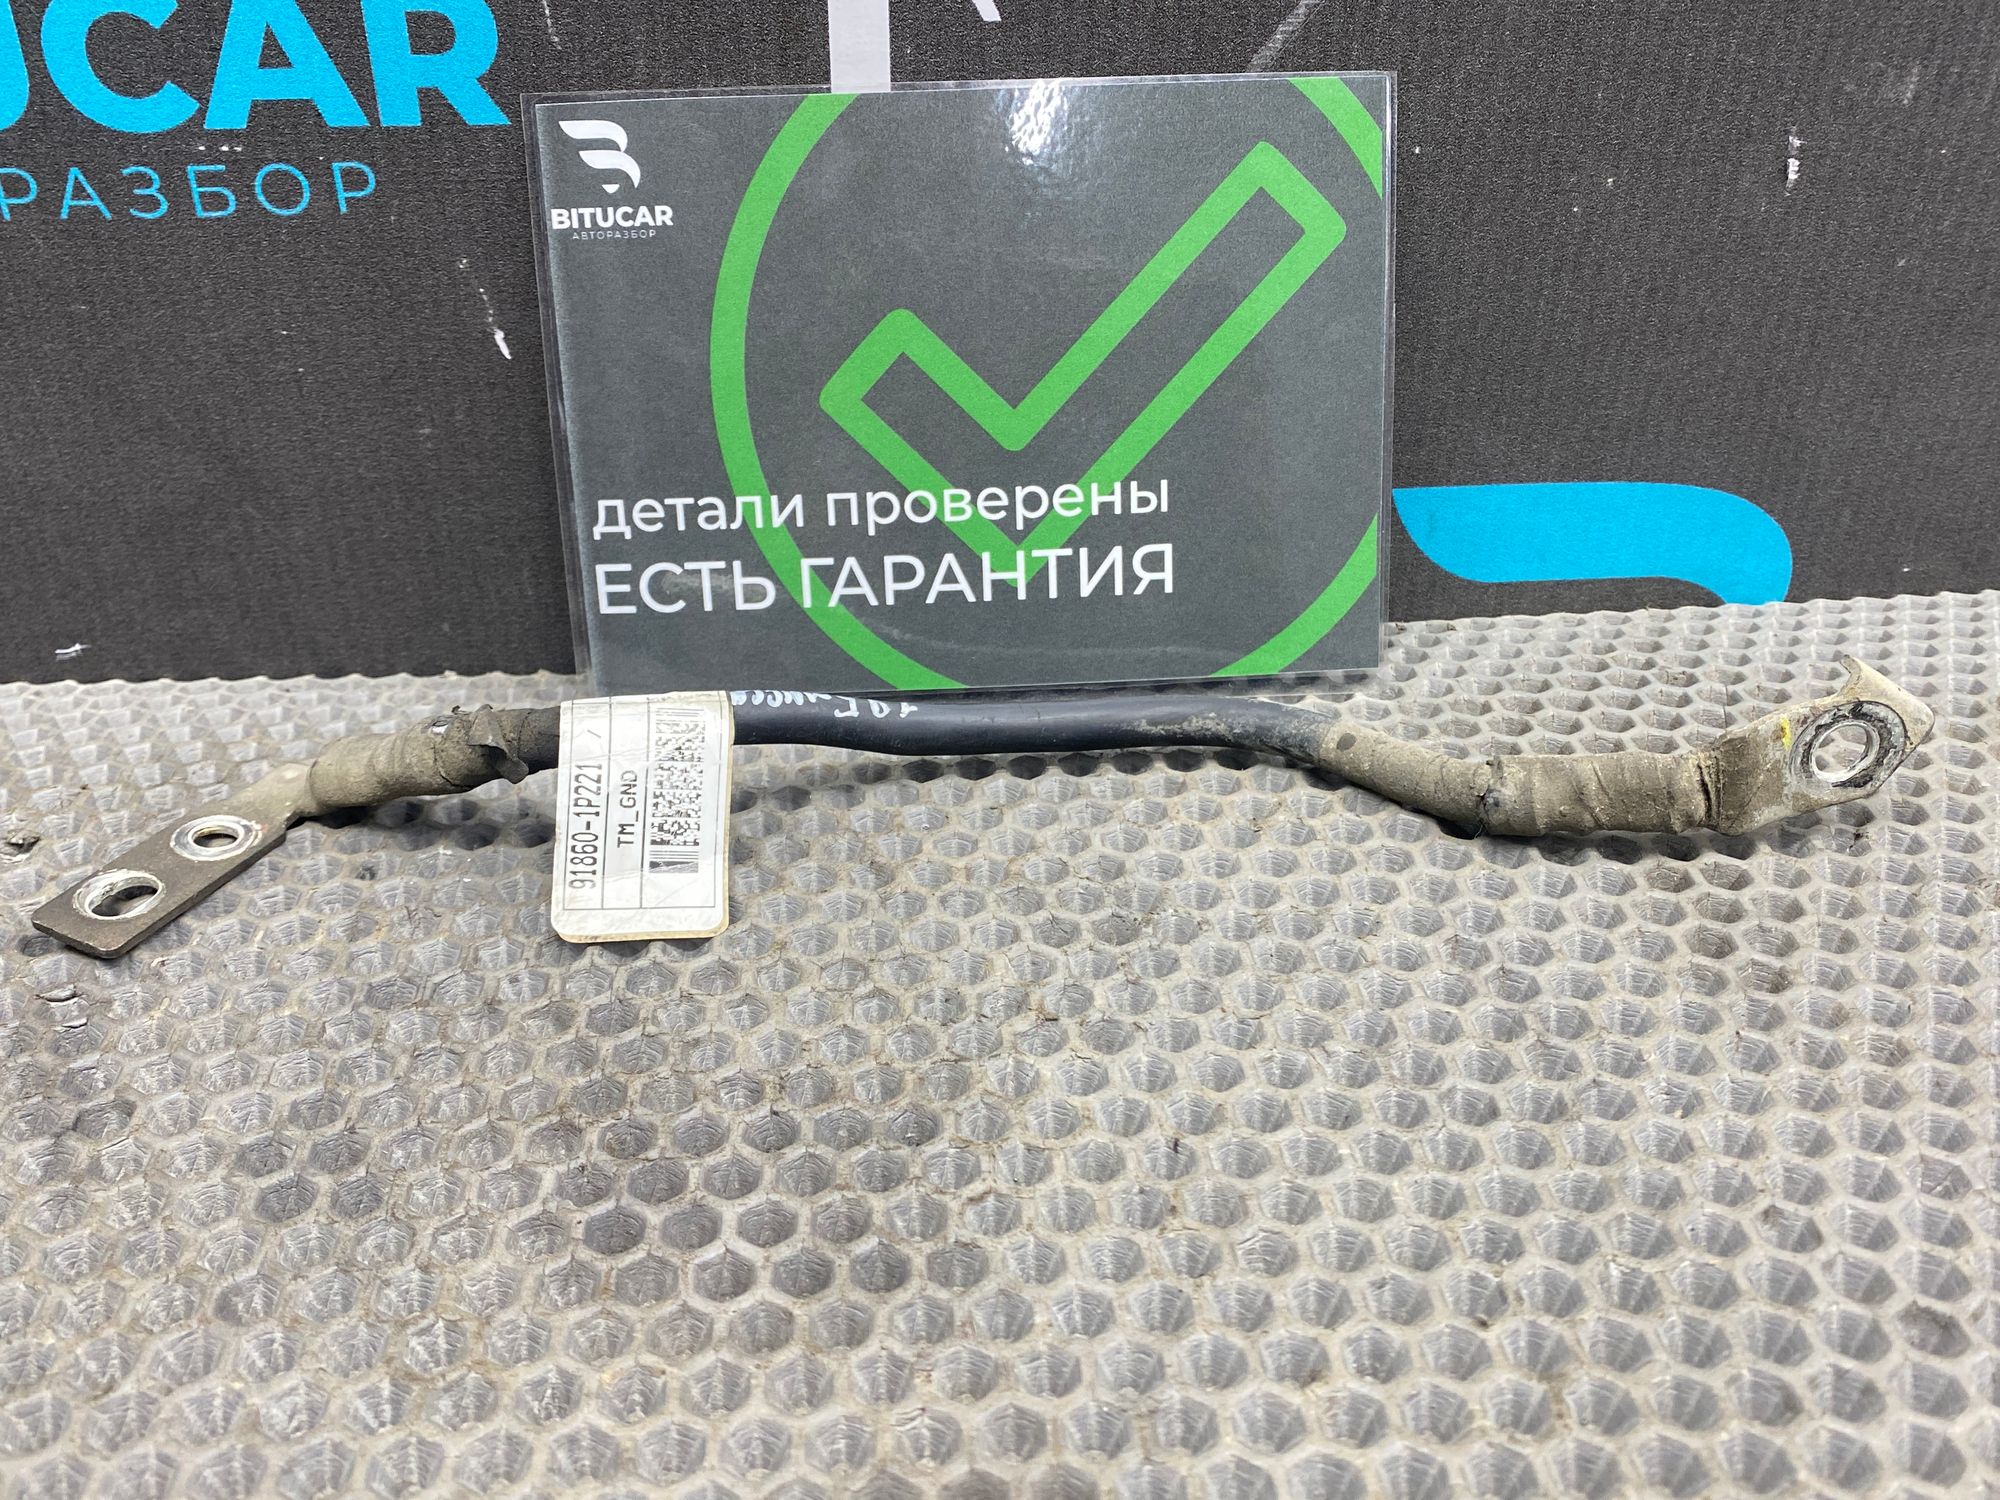 UCAR
РАЗБОР
BITUCAR
АВТОРАЗБОР
детали проверены
ЕСТЬ ГАРАНТИЯ
91860-1P221
TM_GND